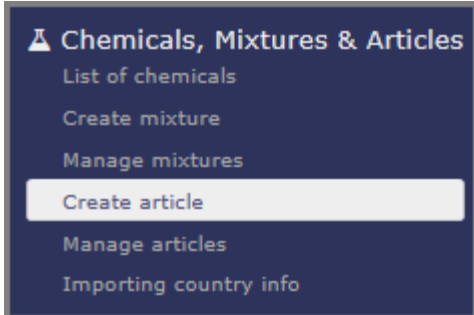 Chemicals, Mixtures & Articles
List of chemicals
Create mixture
Manage mixtures
Create article
Manage articles
Importing country info